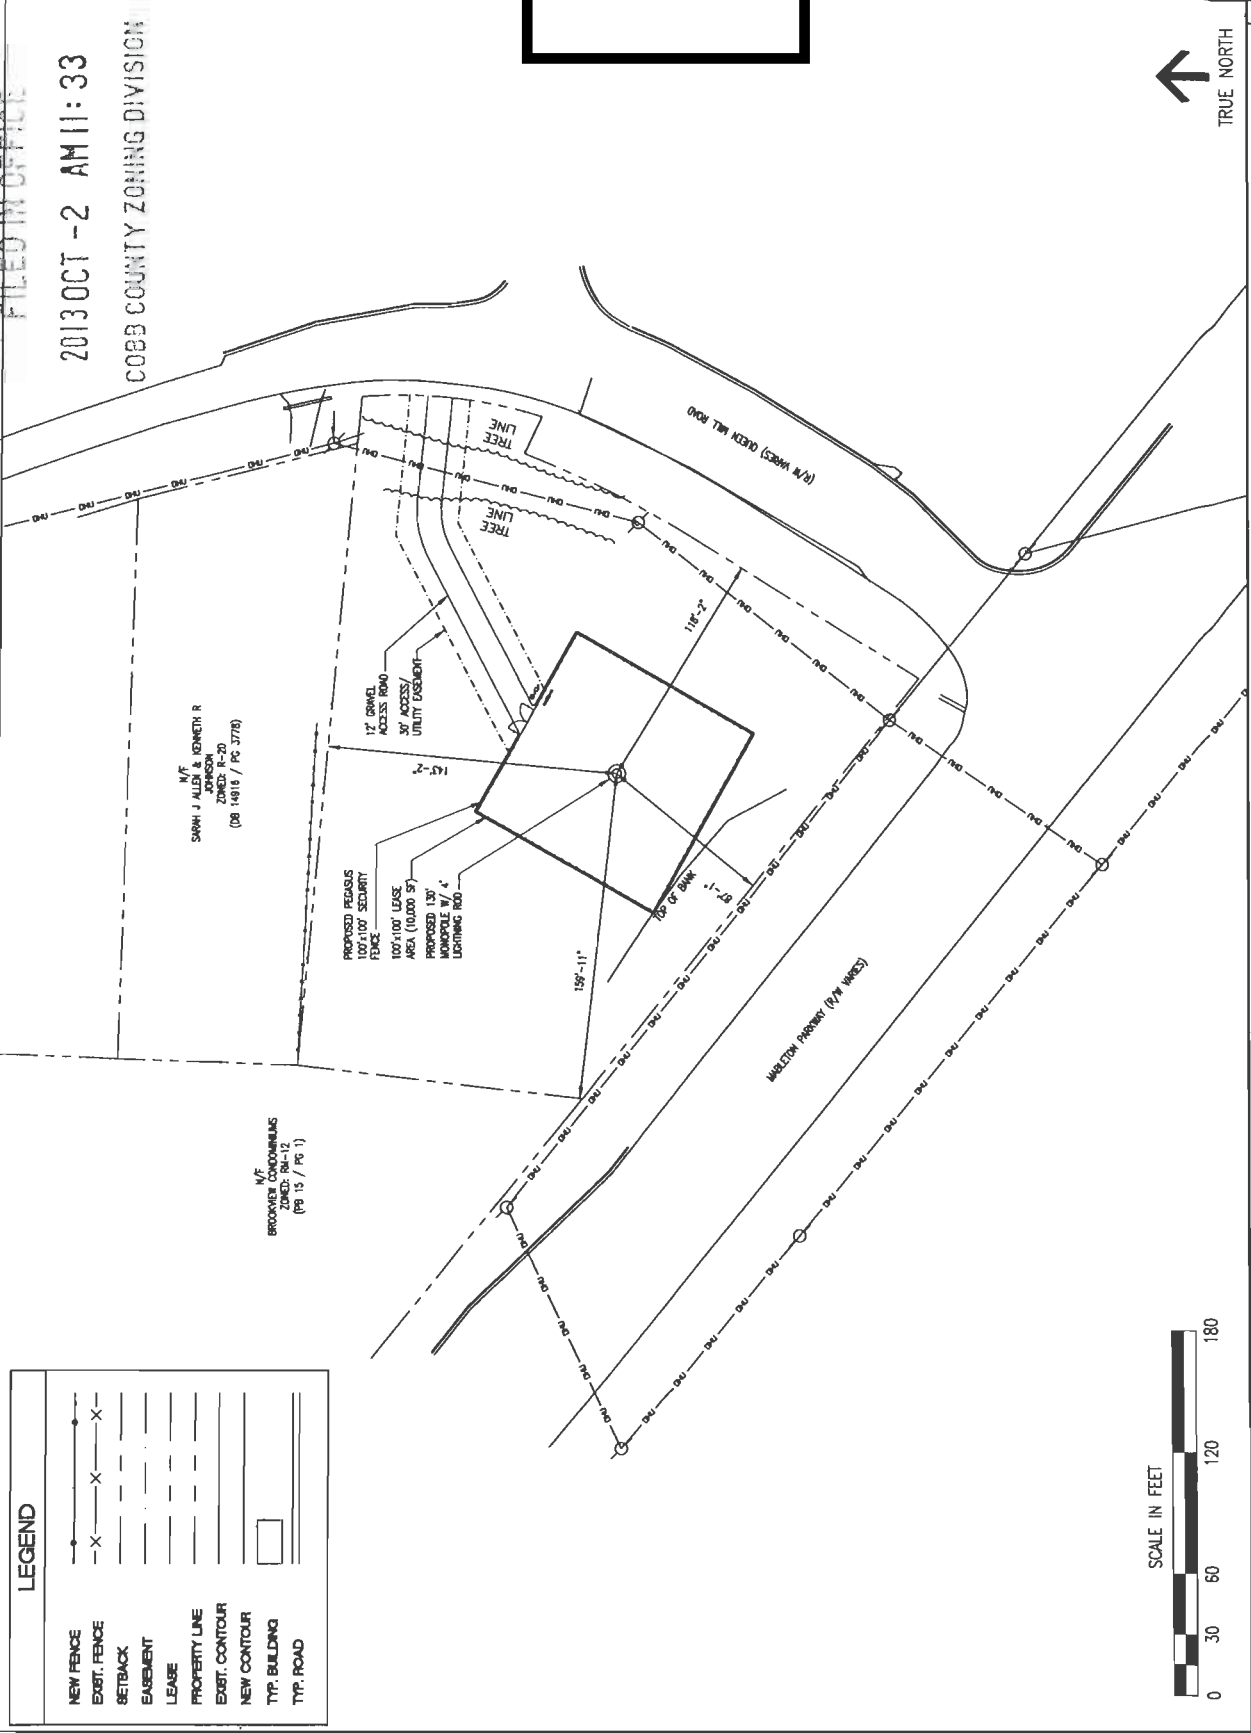 2013 OCT -2 AM 11:33
COBB COUNTY ZONING DIVISION
TRUE NORTH
(R/W VARIES) QUEEN MILL ROAD
TREE
LINE
TREE
LINE
12' GRAVEL
ACCESS ROAD
30' ACCESS/
UTILITY EASEMENT
N/F
SARAH J ALLEN & KENNETH R
JOHNSON
ZONED: R-20
(DB 14916 / PG 3778)
118'-2"
143'-2"
PROPOSED PEGASUS
100'x100' SECURITY
FENCE
100'x100' LEASE
AREA (10,000 SF)
PROPOSED 130'
MONOPOLE W/ 4'
LIGHTNING ROD
159'-11"
TOP OF BANK
87'-1"
MABLETON PARKWAY (R/W VARIES)
N/F
BROOKVIEW CONDOMINIUMS
ZONED: RM-12
(PB 15 / PG 1)
LEGEND
NEW FENCE
EXIST. FENCE
SETBACK
EASEMENT
LEASE
PROPERTY LINE
EXIST. CONTOUR
NEW CONTOUR
TYP. BUILDING
TYP. ROAD
SCALE IN FEET
0 30 60 120 180